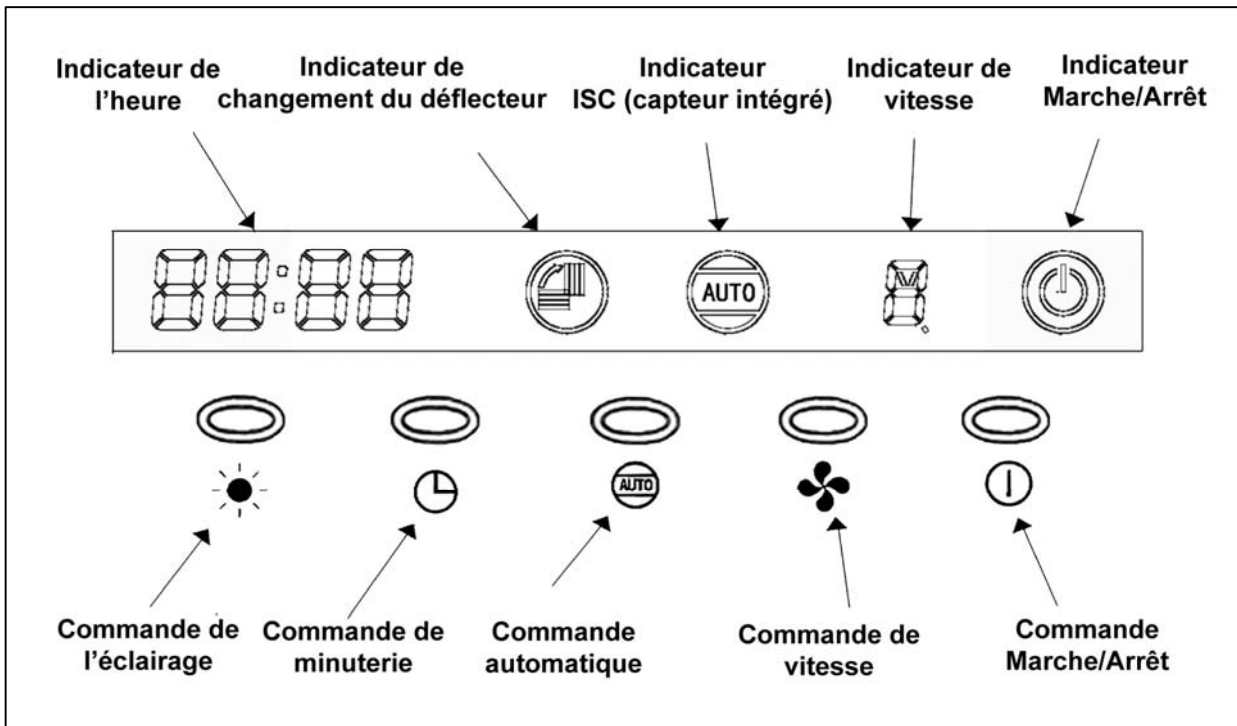 Indicateur de
l'heure
Indicateur de
changement du déflecteur
Indicateur
ISC (capteur intégré)
Indicateur de
vitesse
Indicateur
Marche/Arrêt
88:88
AUTO
8.
AUTO
Commande de
l'éclairage
Commande de
minuterie
Commande
automatique
Commande de
vitesse
Commande
Marche/Arrêt